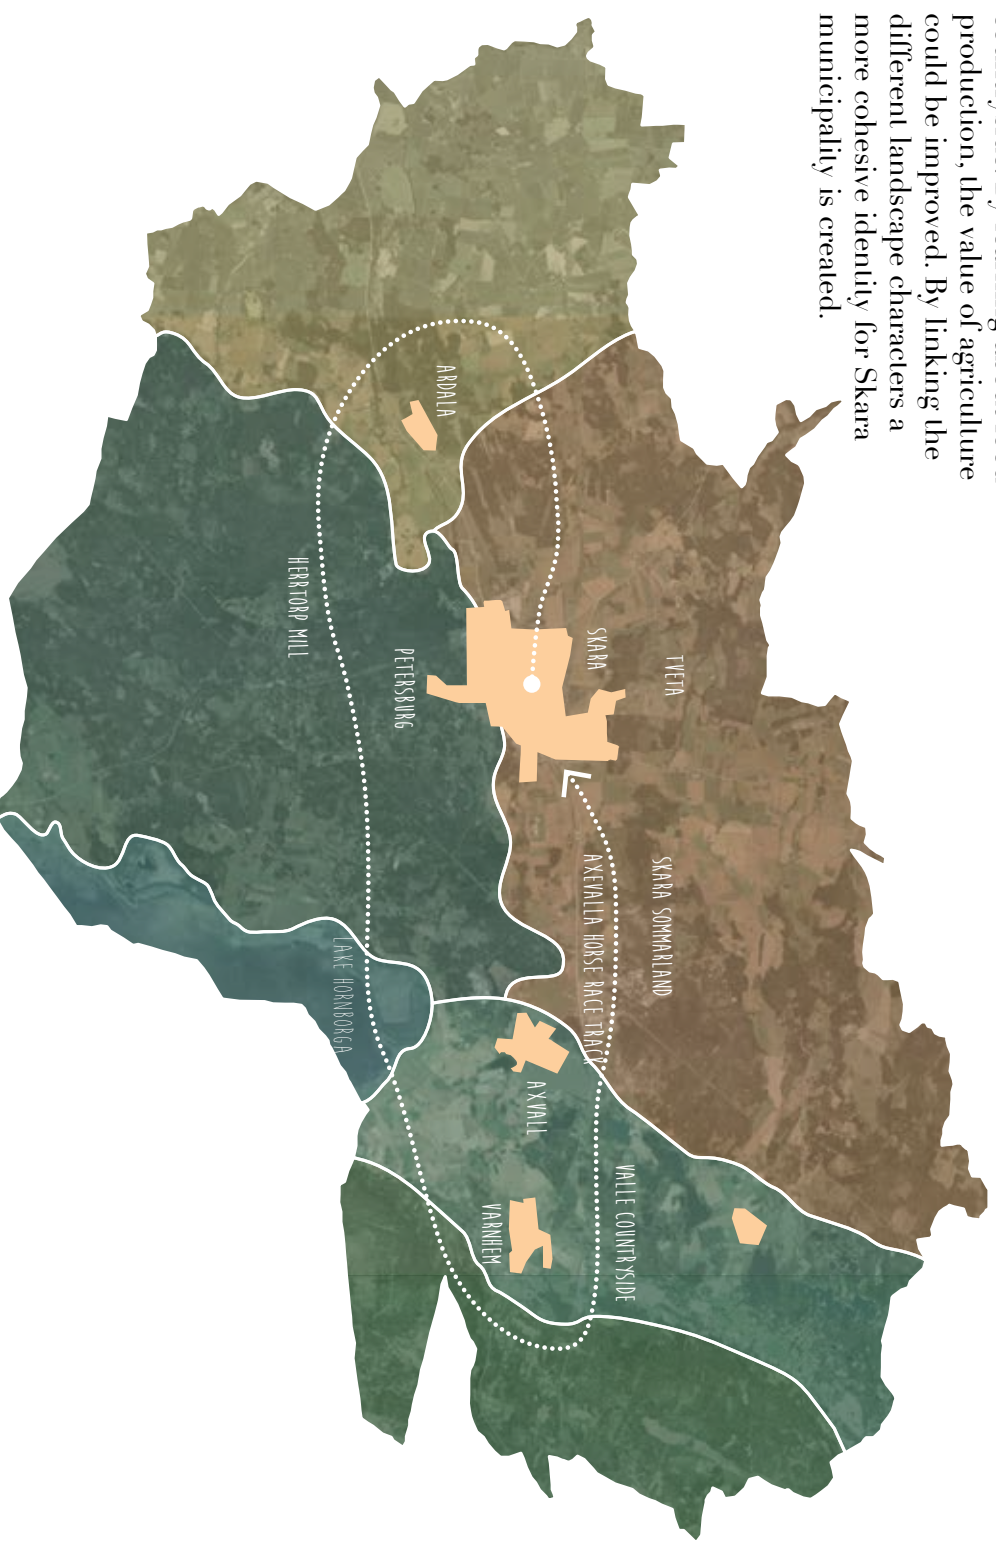 production, the value of agriculture
could be improved. By linking the
different landscape characters a
more cohesive identity for Skara
municipality is created.
TVETA
SKARA SOMMARLAND
VALLE COUNTRYSIDE
SKARA
AXEVALLA HORSE RACE TRACK
AXVALL
VARNHEM
ARDALA
PETERSBURG
LAKE HORNBORGA
HERRTORP MILL